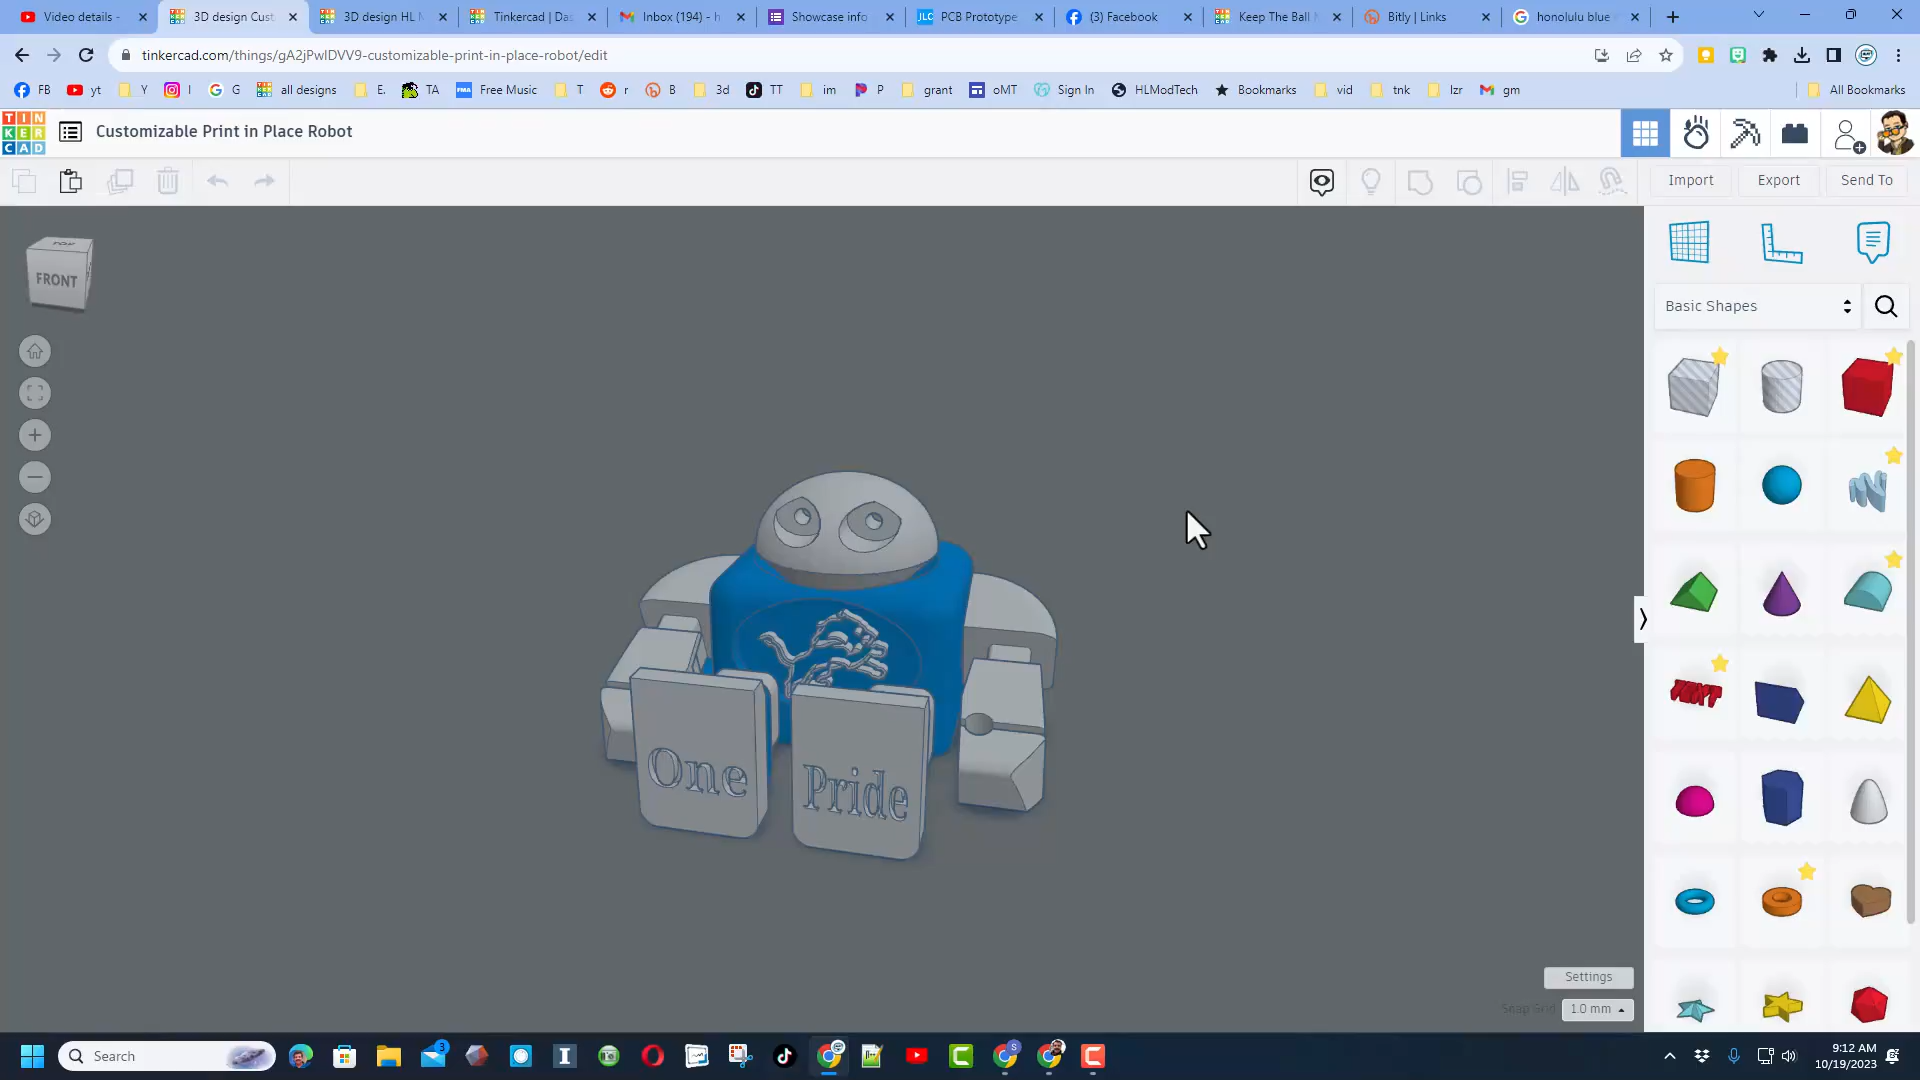 Video details -
3D design Cust
3D design HL M
Tinkercad | Das
Inbox (194) - h
Showcase info
PCB Prototype
(3) Facebook
Keep The Ball M
Bitly | Links
honolulu blue
tinkercad.com/things/gA2jPwlDVV9-customizable-print-in-place-robot/edit
FB
yt
Y
I
G
all designs
E.
TA
Free Music
T
r
B
3d
TT
im
P
grant
oMT
Sign In
HLModTech
Bookmarks
vid
tnk
lzr
gm
All Bookmarks
TIN
KER
CAD
Customizable Print in Place Robot
Import
Export
Send To
TOP
FRONT
Basic Shapes
TEXT
One
Pride
Settings
Snap Grid
1.0 mm
Search
3
S
9:12 AM
10/19/2023